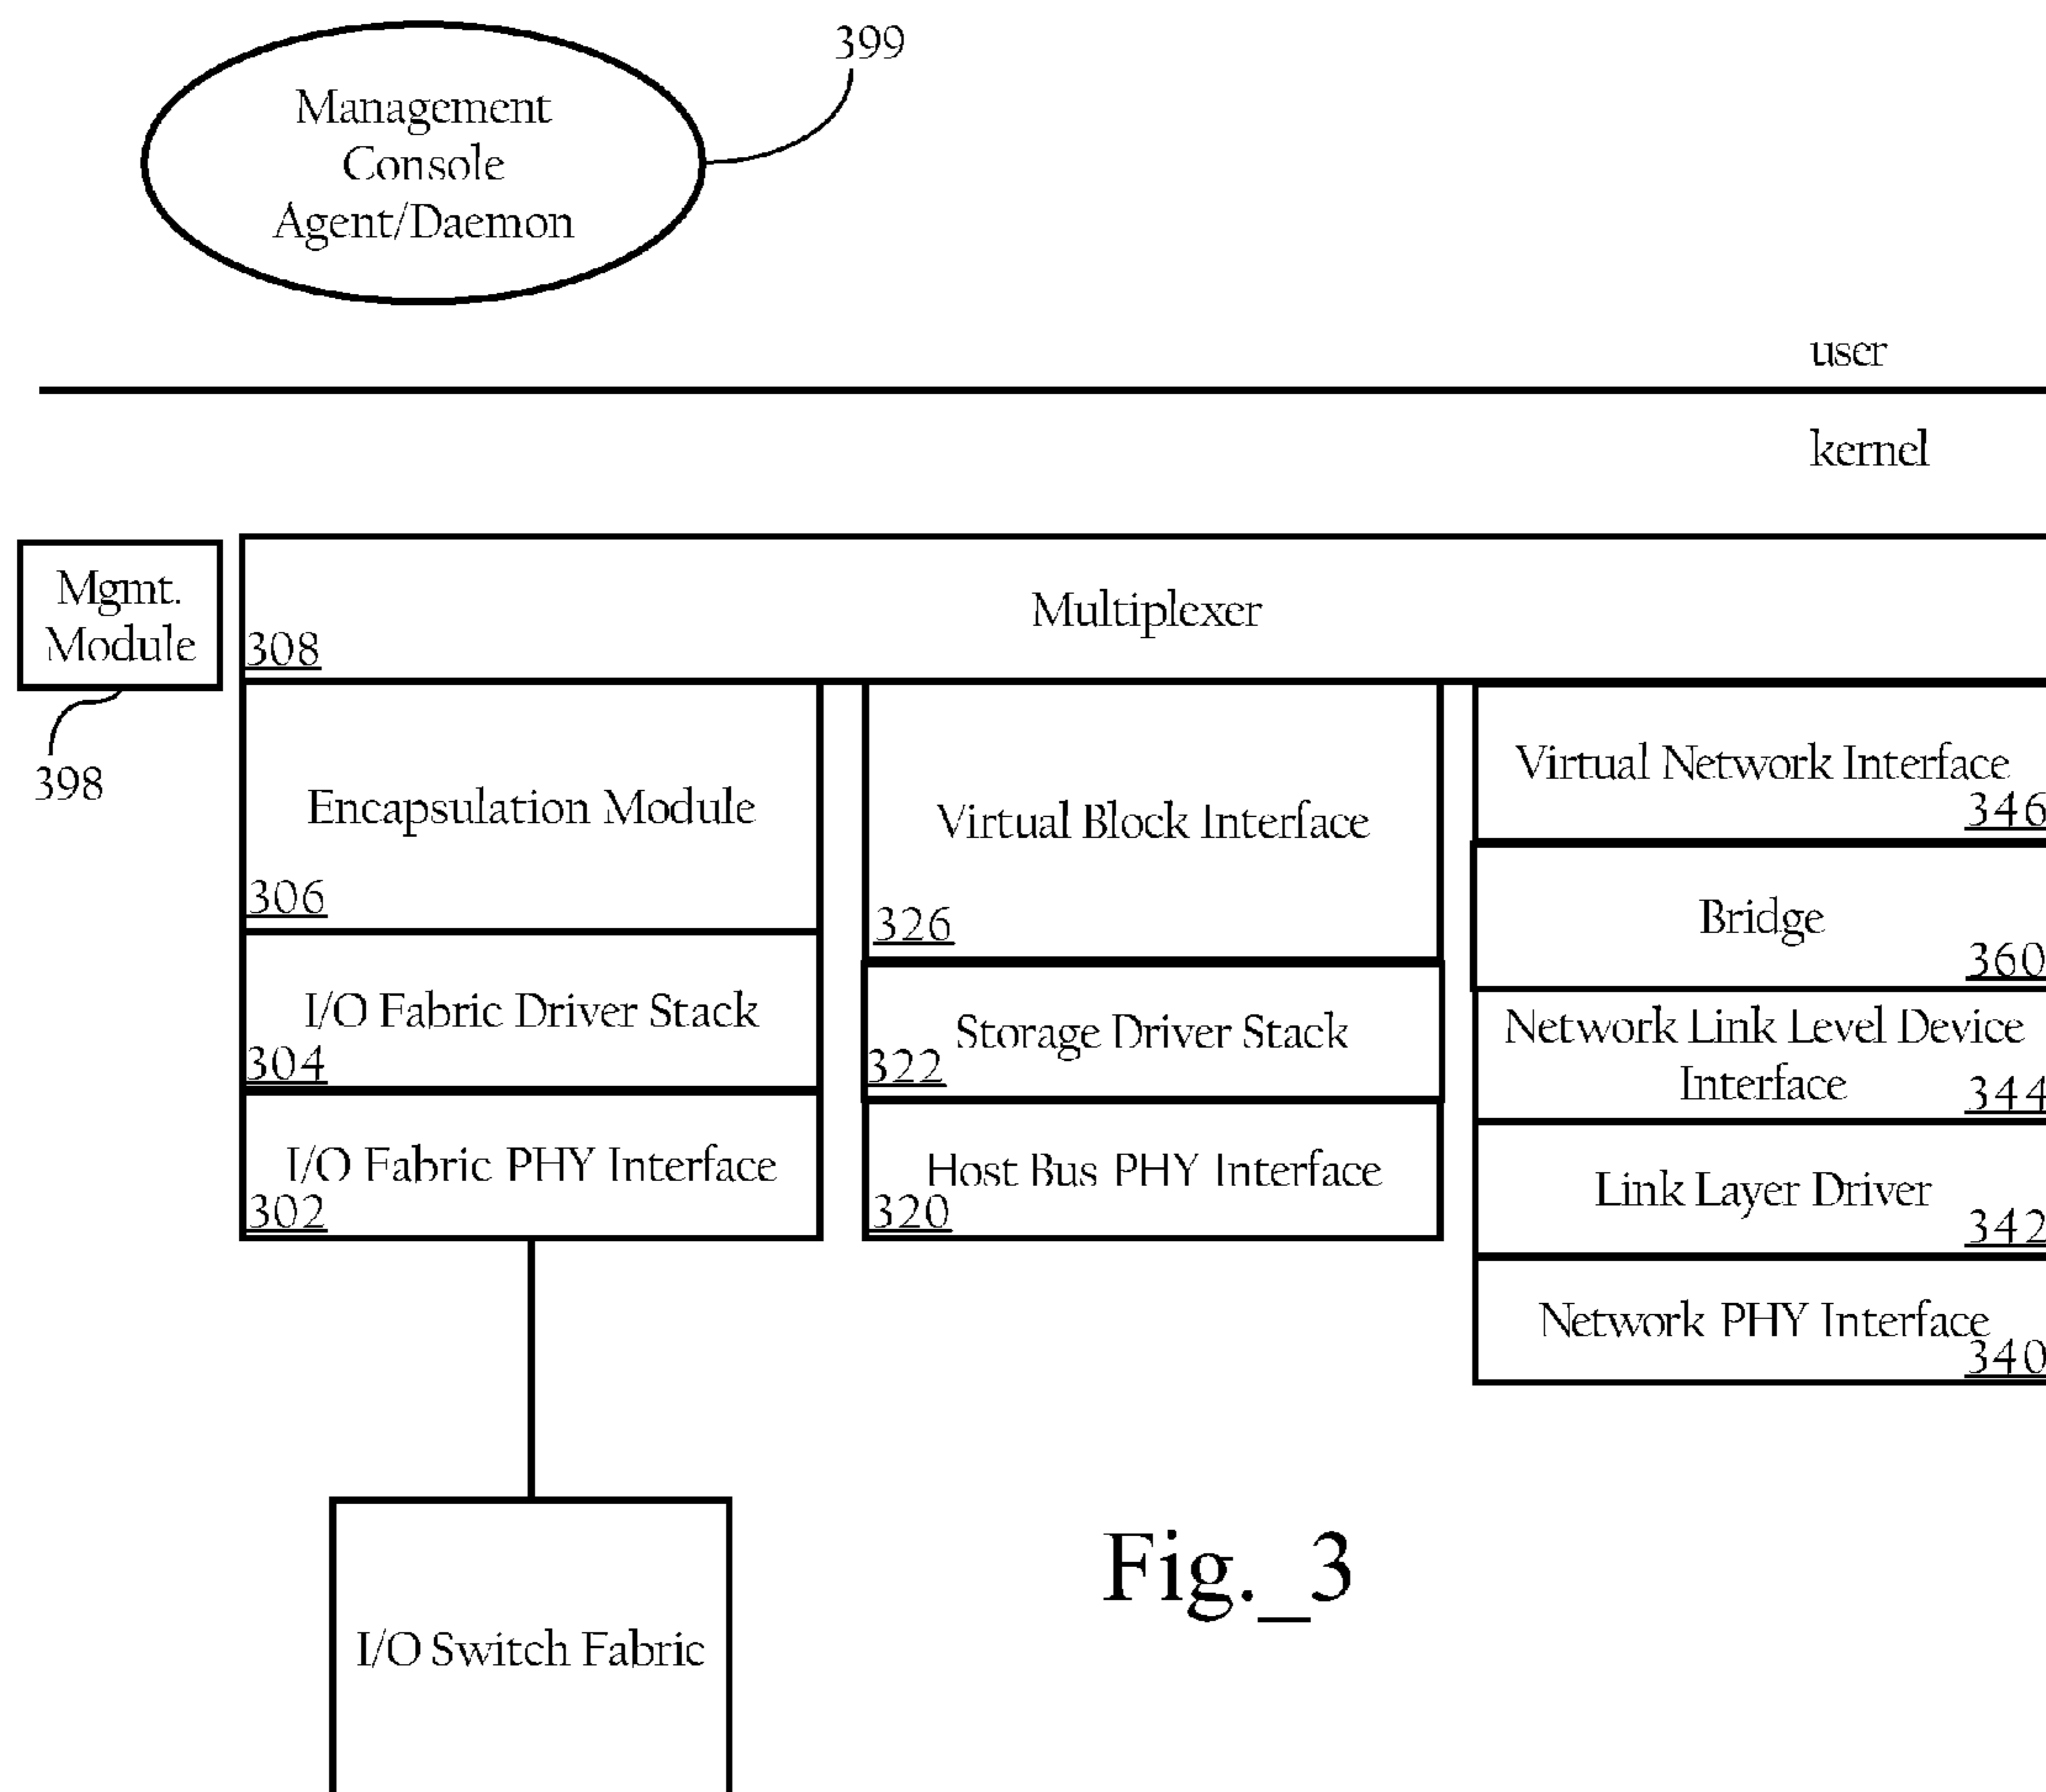 399
Management
Console
Agent/Daemon
user
kernel
Mgmt.
Module
398
Multiplexer
308
Encapsulation Module
306
I/O Fabric Driver Stack
304
I/O Fabric PHY Interface
302
Virtual Block Interface
326
Storage Driver Stack
322
Host Bus PHY Interface
320
Virtual Network Interface
346
Bridge
360
Network Link Level Device
Interface
344
Link Layer Driver
342
Network PHY Interface
340
I/O Switch Fabric
Fig._3